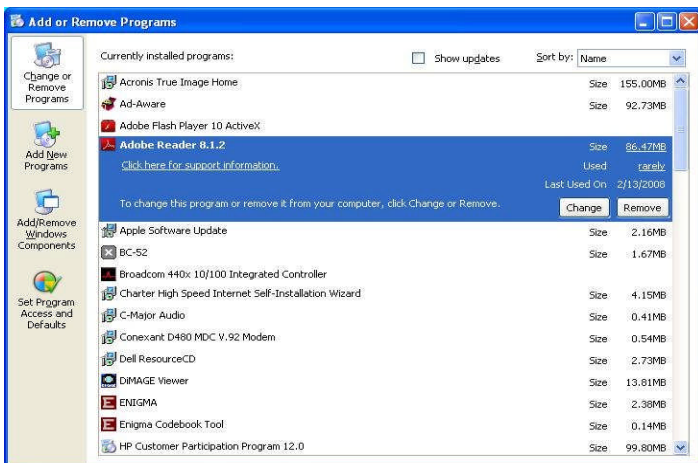 Add or Remove Programs
Change or
Remove
Programs
Add New
Programs
Add/Remove
Windows
Components
Set Program
Access and
Defaults
Currently installed programs:
Show updates
Sort by: Name
Acronis True Image Home Size 155.00MB
Ad-Aware Size 92.73MB
Adobe Flash Player 10 ActiveX
Adobe Reader 8.1.2 Size 86.47MB
Click here for support information. Used rarely
Last Used On 2/13/2008
To change this program or remove it from your computer, click Change or Remove. Change Remove
Apple Software Update Size 2.16MB
BC-52 Size 1.67MB
Broadcom 440x 10/100 Integrated Controller
Charter High Speed Internet Self-Installation Wizard Size 4.15MB
C-Major Audio Size 0.41MB
Conexant D480 MDC V.92 Modem Size 0.54MB
Dell ResourceCD Size 2.73MB
DiMAGE Viewer Size 13.81MB
ENIGMA Size 2.38MB
Enigma Codebook Tool Size 0.14MB
HP Customer Participation Program 12.0 Size 99.80MB